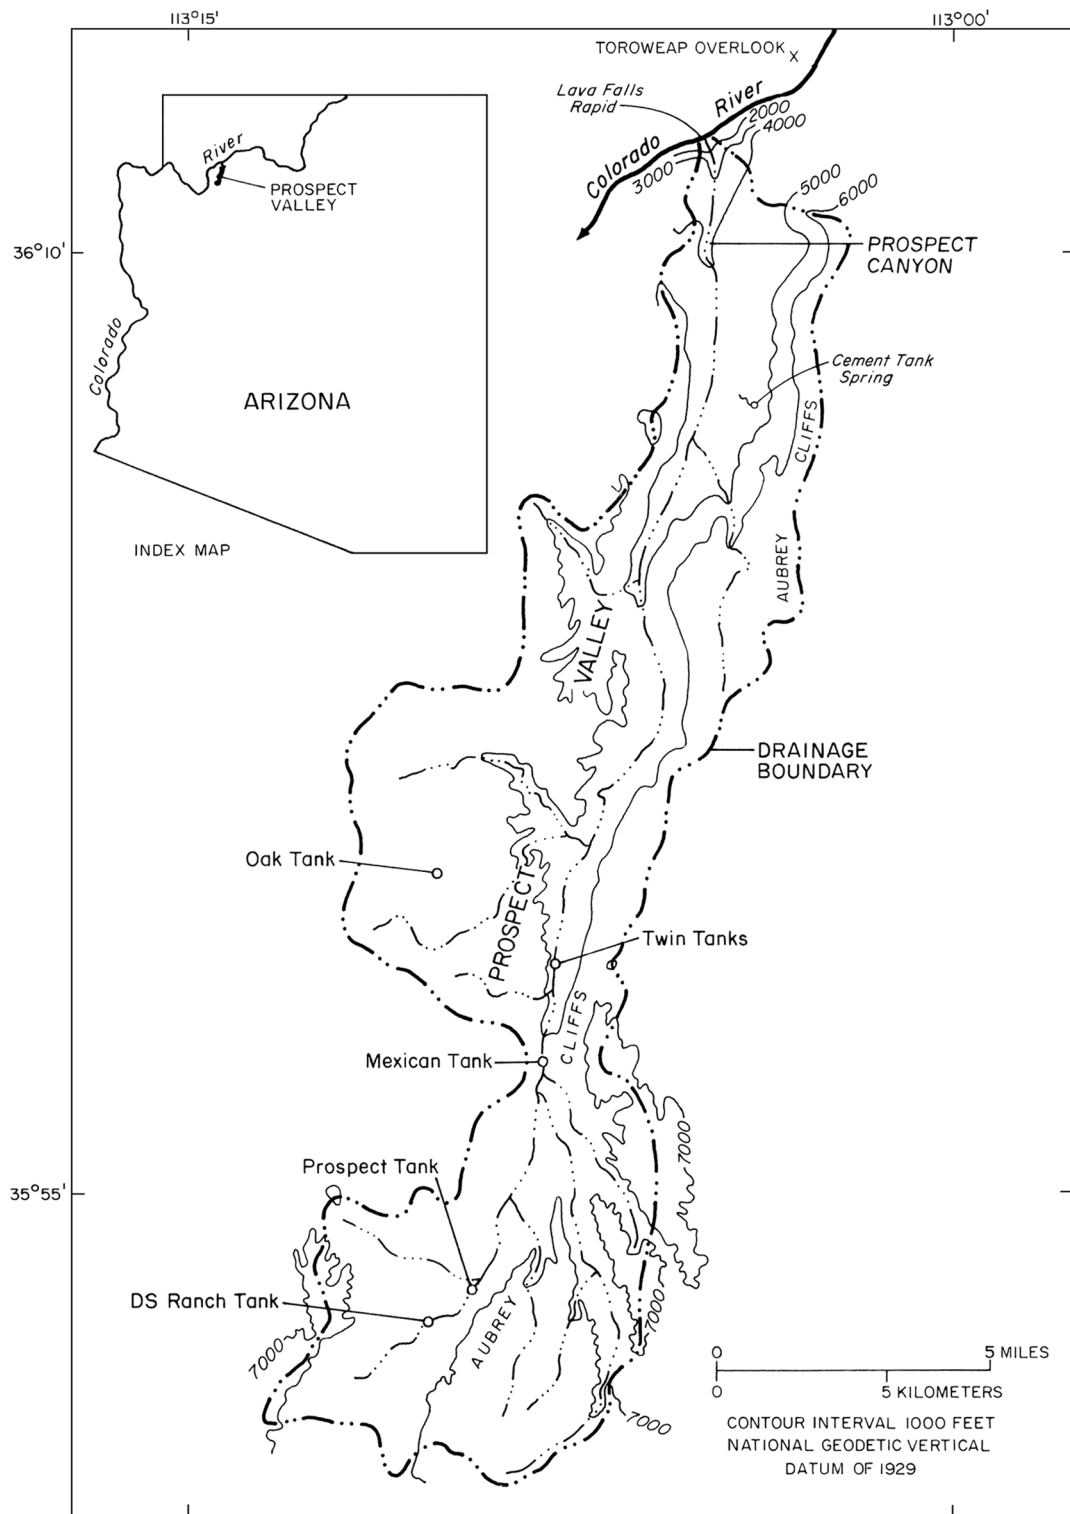 113°15'
113°00'
TOROWEAP OVERLOOK x
Lava Falls
Rapid
River
Colorado
2000
4000
3000
5000
6000
River
PROSPECT
VALLEY
36°10'
PROSPECT
CANYON
Colorado
Cement Tank
Spring
ARIZONA
CLIFFS
INDEX MAP
AUBREY
VALLEY
DRAINAGE
BOUNDARY
Oak Tank
PROSPECT
Twin Tanks
CLIFFS
Mexican Tank
7000
Prospect Tank
35°55'
DS Ranch Tank
AUBREY
7000
7000
0 5 MILES
0 5 KILOMETERS
7000
CONTOUR INTERVAL 1000 FEET
NATIONAL GEODETIC VERTICAL
DATUM OF 1929